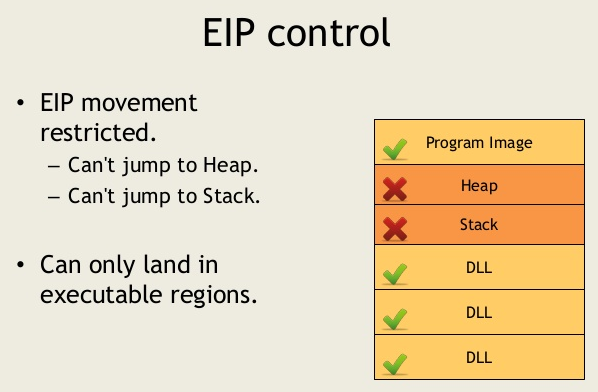 EIP control
• EIP movement
restricted.
– Can't jump to Heap.
– Can't jump to Stack.
• Can only land in
executable regions.
Program Image
Heap
Stack
DLL
DLL
DLL